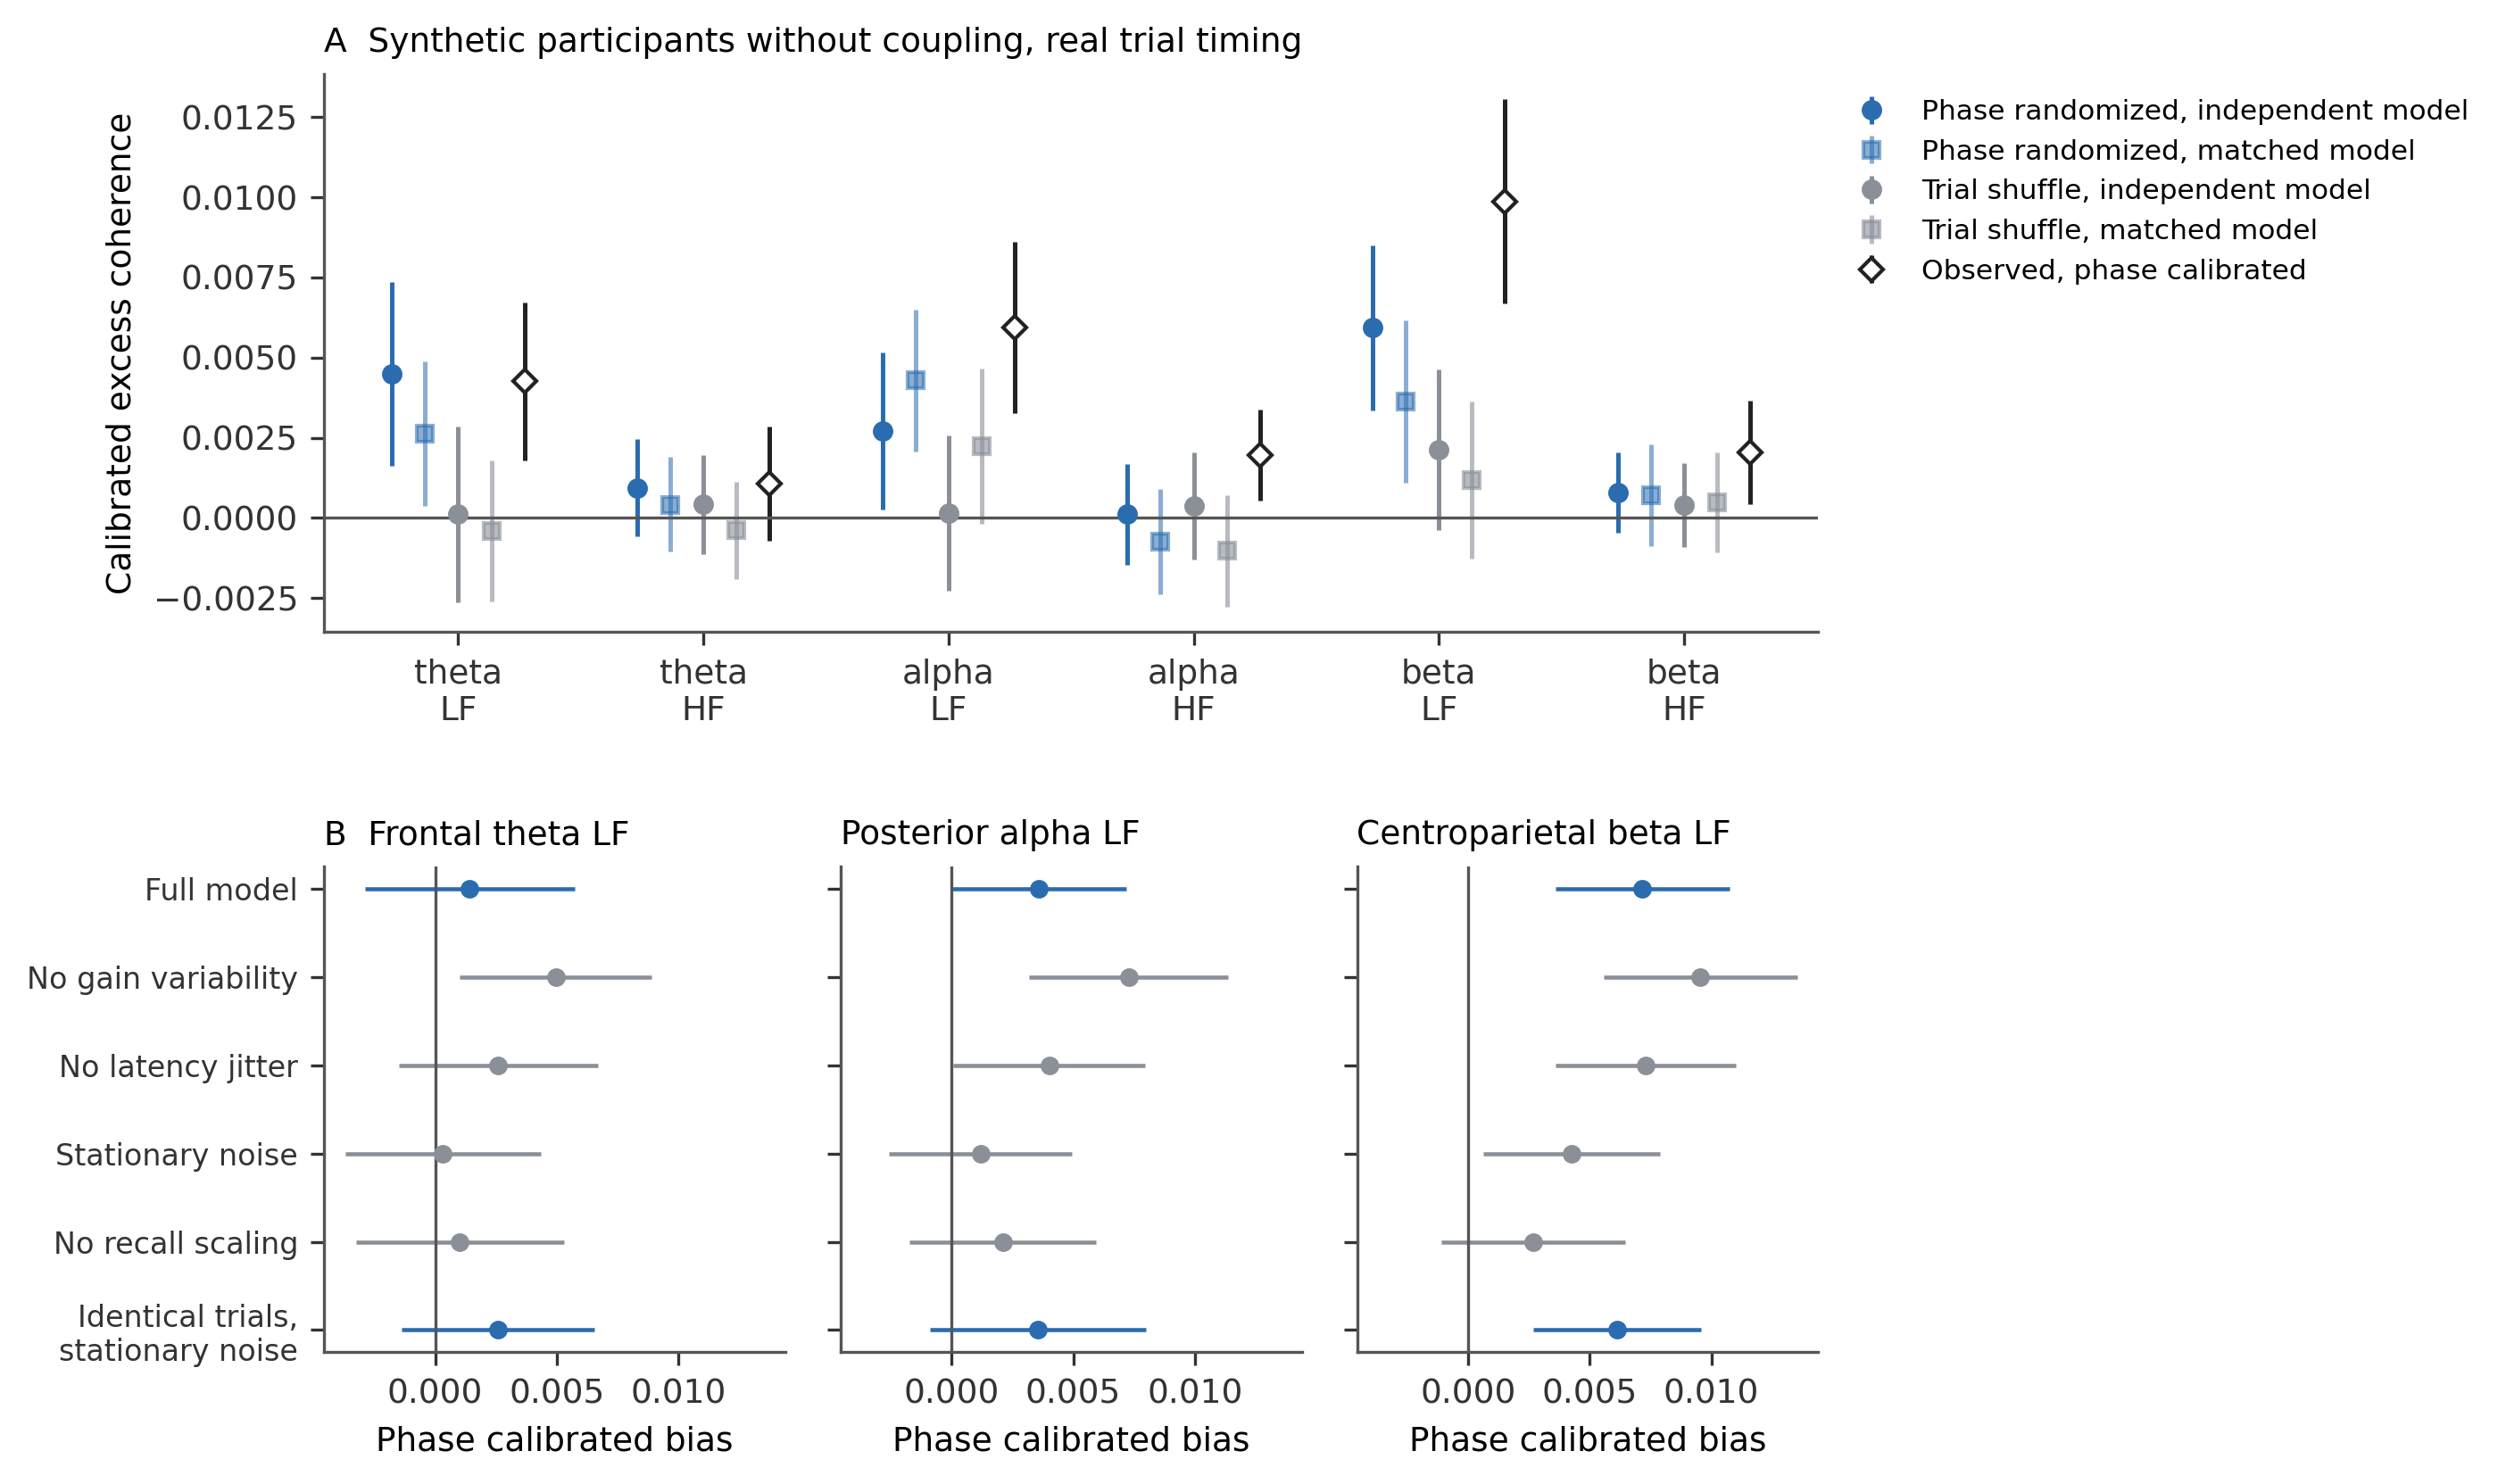 A  Synthetic participants without coupling, real trial timing
Calibrated excess coherence
0.0125
0.0100
0.0075
0.0050
0.0025
0.0000
−0.0025
theta
LF
theta
HF
alpha
LF
alpha
HF
beta
LF
beta
HF
Phase randomized, independent model
Phase randomized, matched model
Trial shuffle, independent model
Trial shuffle, matched model
Observed, phase calibrated
B  Frontal theta LF
Posterior alpha LF
Centroparietal beta LF
Full model
No gain variability
No latency jitter
Stationary noise
No recall scaling
Identical trials,
stationary noise
0.000 0.005 0.010
0.000 0.005 0.010
0.000 0.005 0.010
Phase calibrated bias
Phase calibrated bias
Phase calibrated bias